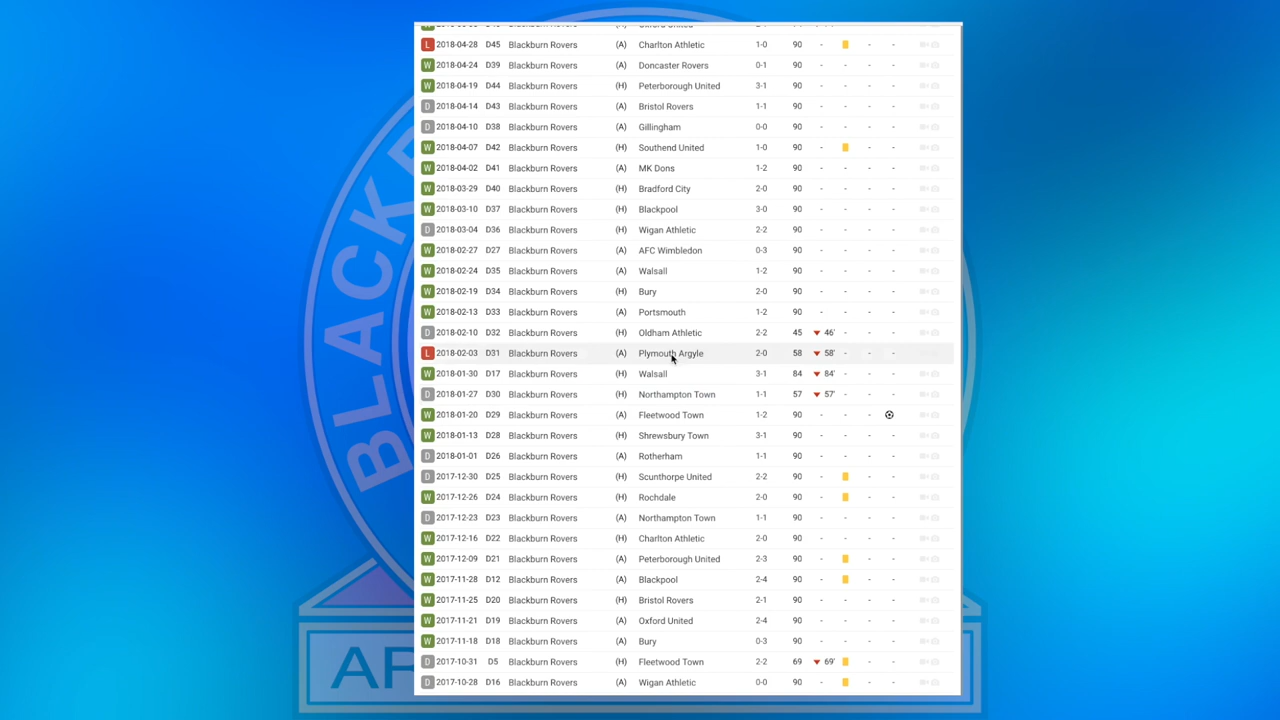 L 2018-04-28 D45 Blackburn Rovers (A) Charlton Athletic 1-0 90 - - -
W 2018-04-24 D39 Blackburn Rovers (A) Doncaster Rovers 0-1 90 - - - -
W 2018-04-19 D44 Blackburn Rovers (H) Peterborough United 3-1 90 - - - -
D 2018-04-14 D43 Blackburn Rovers (A) Bristol Rovers 1-1 90 - - - -
D 2018-04-10 D38 Blackburn Rovers (A) Gillingham 0-0 90 - - - -
W 2018-04-07 D42 Blackburn Rovers (H) Southend United 1-0 90 - - -
W 2018-04-02 D41 Blackburn Rovers (A) MK Dons 1-2 90 - - - -
W 2018-03-29 D40 Blackburn Rovers (H) Bradford City 2-0 90 - - - -
W 2018-03-10 D37 Blackburn Rovers (H) Blackpool 3-0 90 - - - -
D 2018-03-04 D36 Blackburn Rovers (H) Wigan Athletic 2-2 90 - - - -
W 2018-02-27 D27 Blackburn Rovers (A) AFC Wimbledon 0-3 90 - - - -
W 2018-02-24 D35 Blackburn Rovers (A) Walsall 1-2 90 - - - -
W 2018-02-19 D34 Blackburn Rovers (H) Bury 2-0 90 - - - -
W 2018-02-13 D33 Blackburn Rovers (A) Portsmouth 1-2 90 - - - -
D 2018-02-10 D32 Blackburn Rovers (H) Oldham Athletic 2-2 45 46' - - -
L 2018-02-03 D31 Blackburn Rovers (A) Plymouth Argyle 2-0 58 58' - - -
W 2018-01-30 D17 Blackburn Rovers (H) Walsall 3-1 84 84' - - -
D 2018-01-27 D30 Blackburn Rovers (H) Northampton Town 1-1 57 57' - - -
W 2018-01-20 D29 Blackburn Rovers (A) Fleetwood Town 1-2 90 - - -
W 2018-01-13 D28 Blackburn Rovers (H) Shrewsbury Town 3-1 90 - - - -
D 2018-01-01 D26 Blackburn Rovers (A) Rotherham 1-1 90 - - - -
D 2017-12-30 D25 Blackburn Rovers (H) Scunthorpe United 2-2 90 - - -
W 2017-12-26 D24 Blackburn Rovers (H) Rochdale 2-0 90 - - -
D 2017-12-23 D23 Blackburn Rovers (A) Northampton Town 1-1 90 - - - -
W 2017-12-16 D22 Blackburn Rovers (H) Charlton Athletic 2-0 90 - - - -
W 2017-12-09 D21 Blackburn Rovers (A) Peterborough United 2-3 90 - - -
W 2017-11-28 D12 Blackburn Rovers (A) Blackpool 2-4 90 - - -
W 2017-11-25 D20 Blackburn Rovers (H) Bristol Rovers 2-1 90 - - - -
W 2017-11-21 D19 Blackburn Rovers (A) Oxford United 2-4 90 - - - -
W 2017-11-18 D18 Blackburn Rovers (A) Bury 0-3 90 - - - -
D 2017-10-31 D5 Blackburn Rovers (H) Fleetwood Town 2-2 69 69' - -
D 2017-10-28 D16 Blackburn Rovers (A) Wigan Athletic 0-0 90 - - -
BLACK
AR